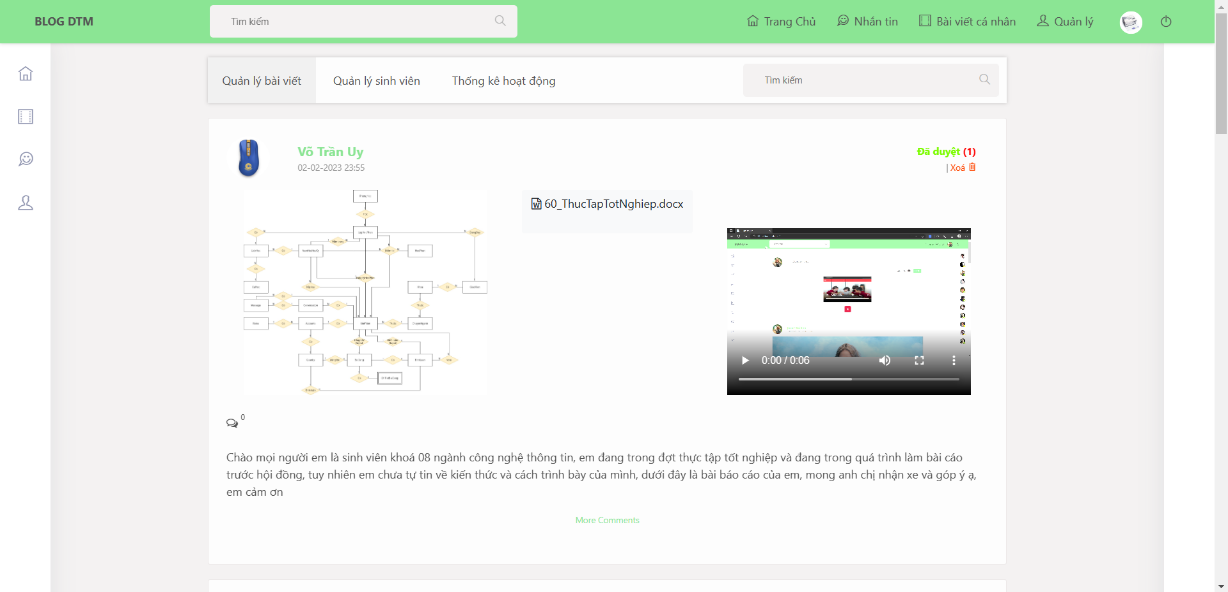 BLOG DTM
Tìm kiếm
Trang Chủ
Nhắn tin
Bài viết cá nhân
Quản lý
Quản lý bài viết
Quản lý sinh viên
Thống kê hoạt động
Tìm kiếm
Võ Trần Uy
02-02-2023 23:55
Đã duyệt (1)
| Xoá
60_ThucTapTotNghiep.docx
0:00 / 0:06
0
Chào mọi người em là sinh viên khoá 08 ngành công nghệ thông tin, em đang trong đợt thực tập tốt nghiệp và đang trong quá trình làm bài cáo
trước hội đồng, tuy nhiên em chưa tự tin về kiến thức và cách trình bày của mình, dưới đây là bài báo cáo của em, mong anh chị nhận xe và góp ý ạ,
em cảm ơn
More Comments